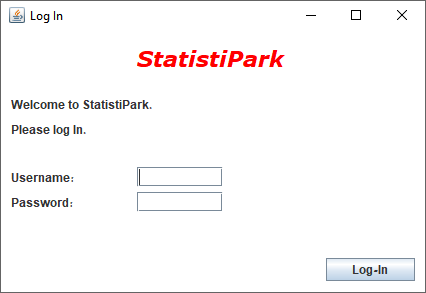 Log In
StatistiPark
Welcome to StatistiPark.
Please log In.
Username:
Password:
Log-In